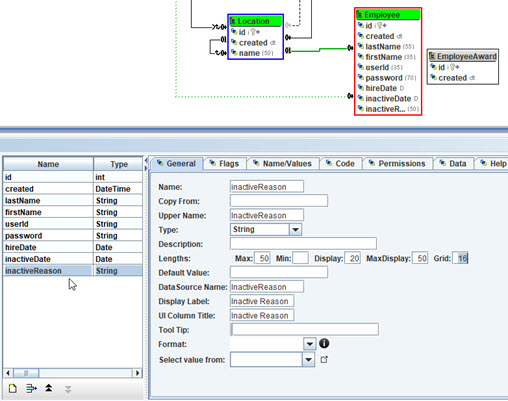 Location
id
created dt
name (50)
Employee
id
created dt
lastName (55)
firstName (35)
userId (35)
password (70)
hireDate D
inactiveDate D
inactiveR... (50)
EmployeeAward
id
created dt
Name Type
id int
created DateTime
lastName String
firstName String
userId String
password String
hireDate Date
inactiveDate Date
inactiveReason String
General Flags Name/Values Code Permissions Data Help
Name: inactiveReason
Copy From:
Upper Name: InactiveReason
Type: String
Description:
Lengths: Max: 50 Min: Display: 20 MaxDisplay: 50 Grid: 16
Default Value:
DataSource Name: InactiveReason
Display Label: Inactive Reason
UI Column Title: Inactive Reason
Tool Tip:
Format:
Select value from: